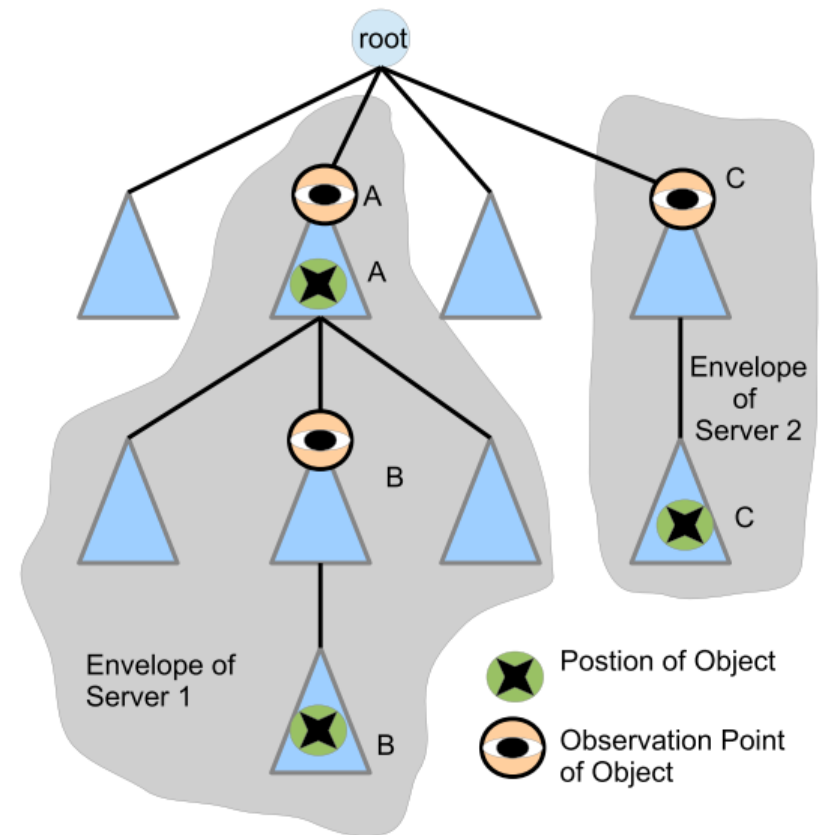 root
A
C
A
Envelope
of
Server 2
B
C
Envelope of
Server 1
Postion of Object
B
Observation Point
of Object